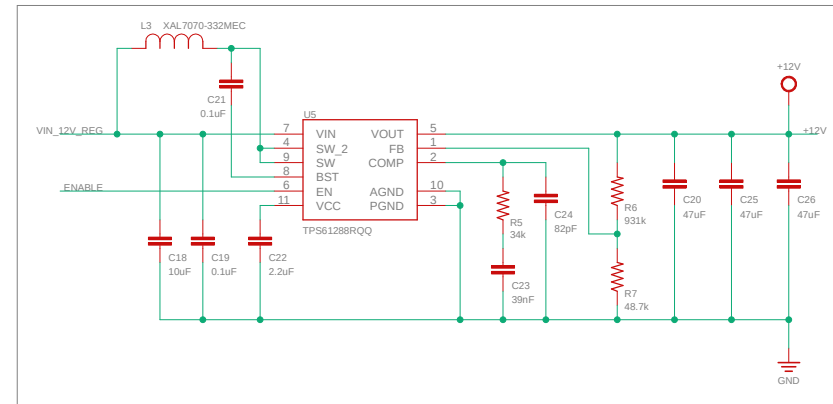 L3 XAL7070-332MEC
+12V
C21
0.1uF
U5
VIN_12V_REG
7 VIN VOUT 5
+12V
4 SW_2 FB 1
9 SW COMP 2
8 BST
ENABLE
6 EN AGND 10
11 VCC PGND 3
TPS61288RQQ
R5
34k
C24
82pF
R6
931k
C20
47uF
C25
47uF
C26
47uF
C18
10uF
C19
0.1uF
C22
2.2uF
C23
39nF
R7
48.7k
GND